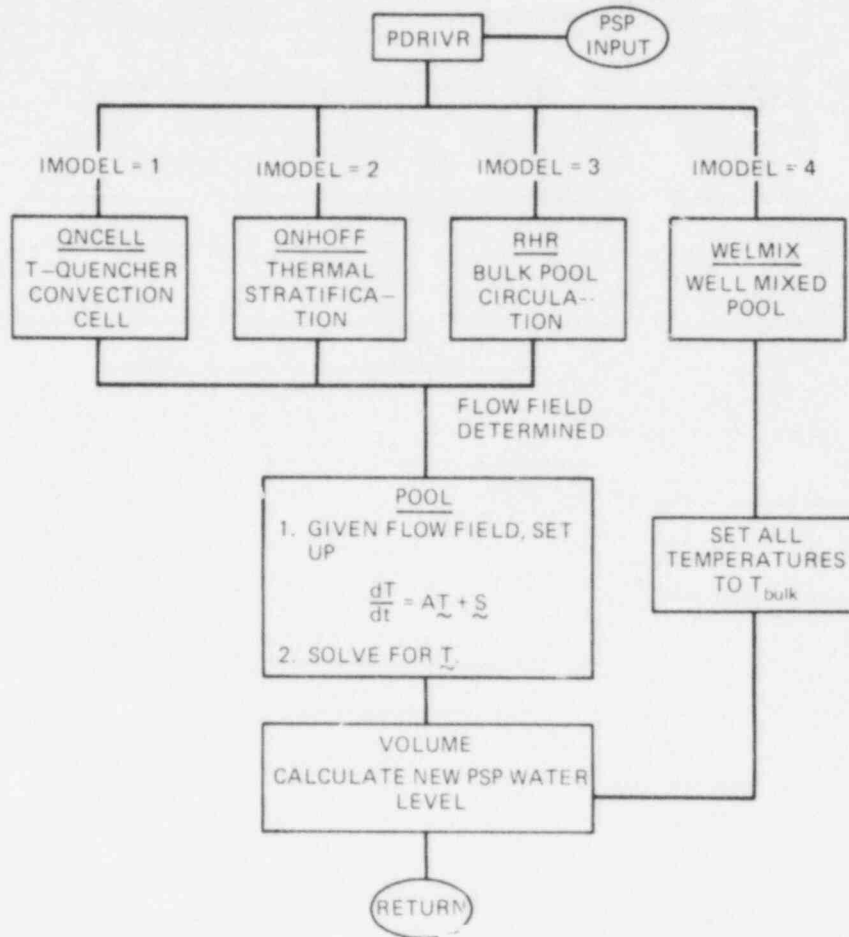 PSP
INPUT
PDRIVR
IMODEL = 1
IMODEL = 2
IMODEL = 3
IMODEL = 4
QNCELL
T-QUENCHER
CONVECTION
CELL
QNHOFF
THERMAL
STRATIFICA-
TION
RHR
BULK POOL
CIRCULA--
TION
WELMIX
WELL MIXED
POOL
FLOW FIELD
DETERMINED
POOL
1. GIVEN FLOW FIELD, SET
UP
dT/dt = AT + S
2. SOLVE FOR T.
SET ALL
TEMPERATURES
TO Tbulk
VOLUME
CALCULATE NEW PSP WATER
LEVEL
RETURN